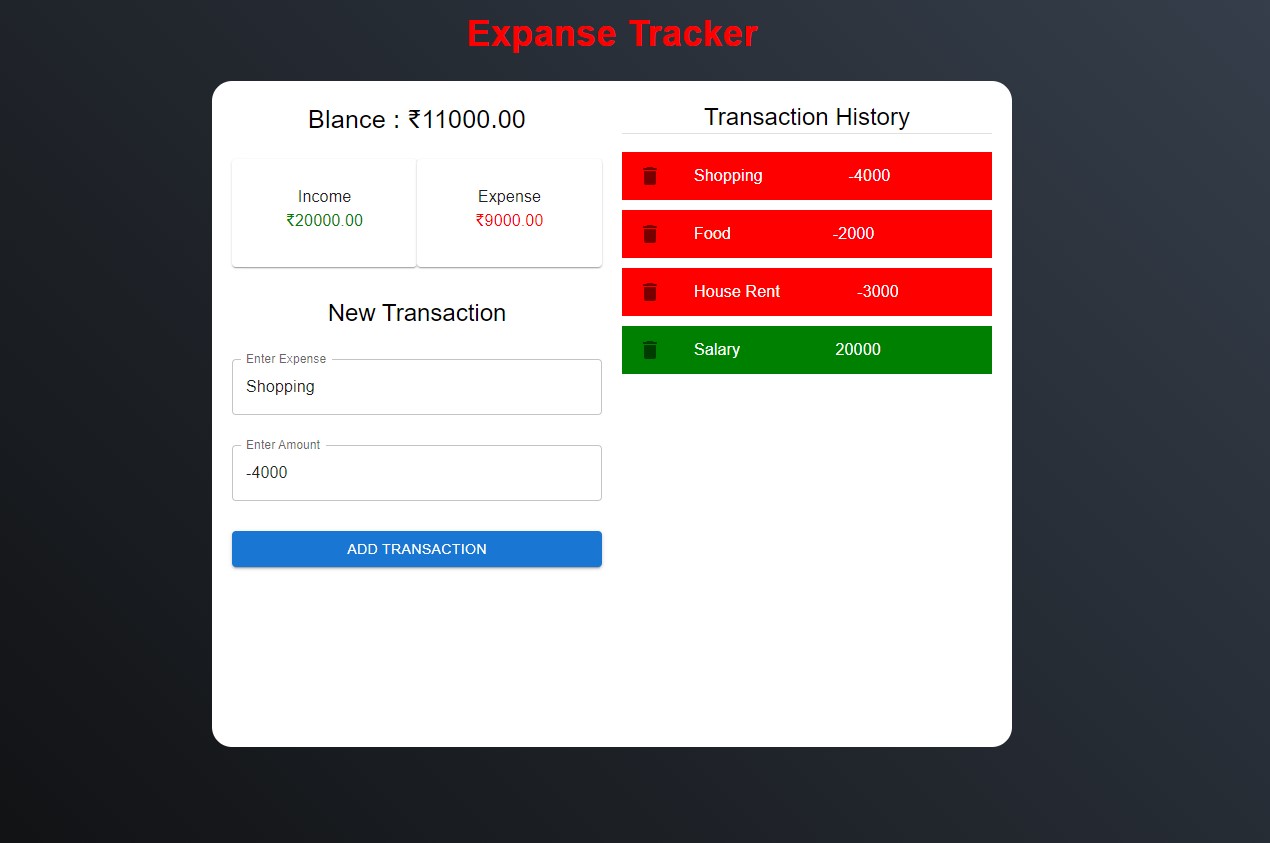 Expanse Tracker
Blance : ₹11000.00
Income
₹20000.00
Expense
₹9000.00
New Transaction
Enter Expense
Shopping
Enter Amount
-4000
ADD TRANSACTION
Transaction History
Shopping -4000
Food -2000
House Rent -3000
Salary 20000